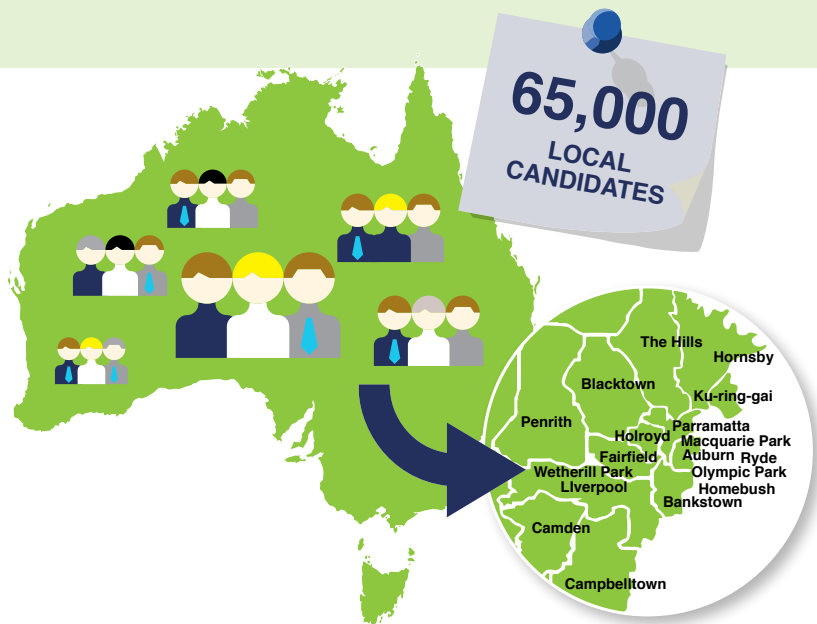 65,000
LOCAL
CANDIDATES
The Hills
Hornsby
Blacktown
Ku-ring-gai
Penrith
Parramatta
Holroyd
Macquarie Park
Fairfield
Auburn
Ryde
Wetherill Park
Olympic Park
LIverpool
Homebush
Bankstown
Camden
Campbelltown